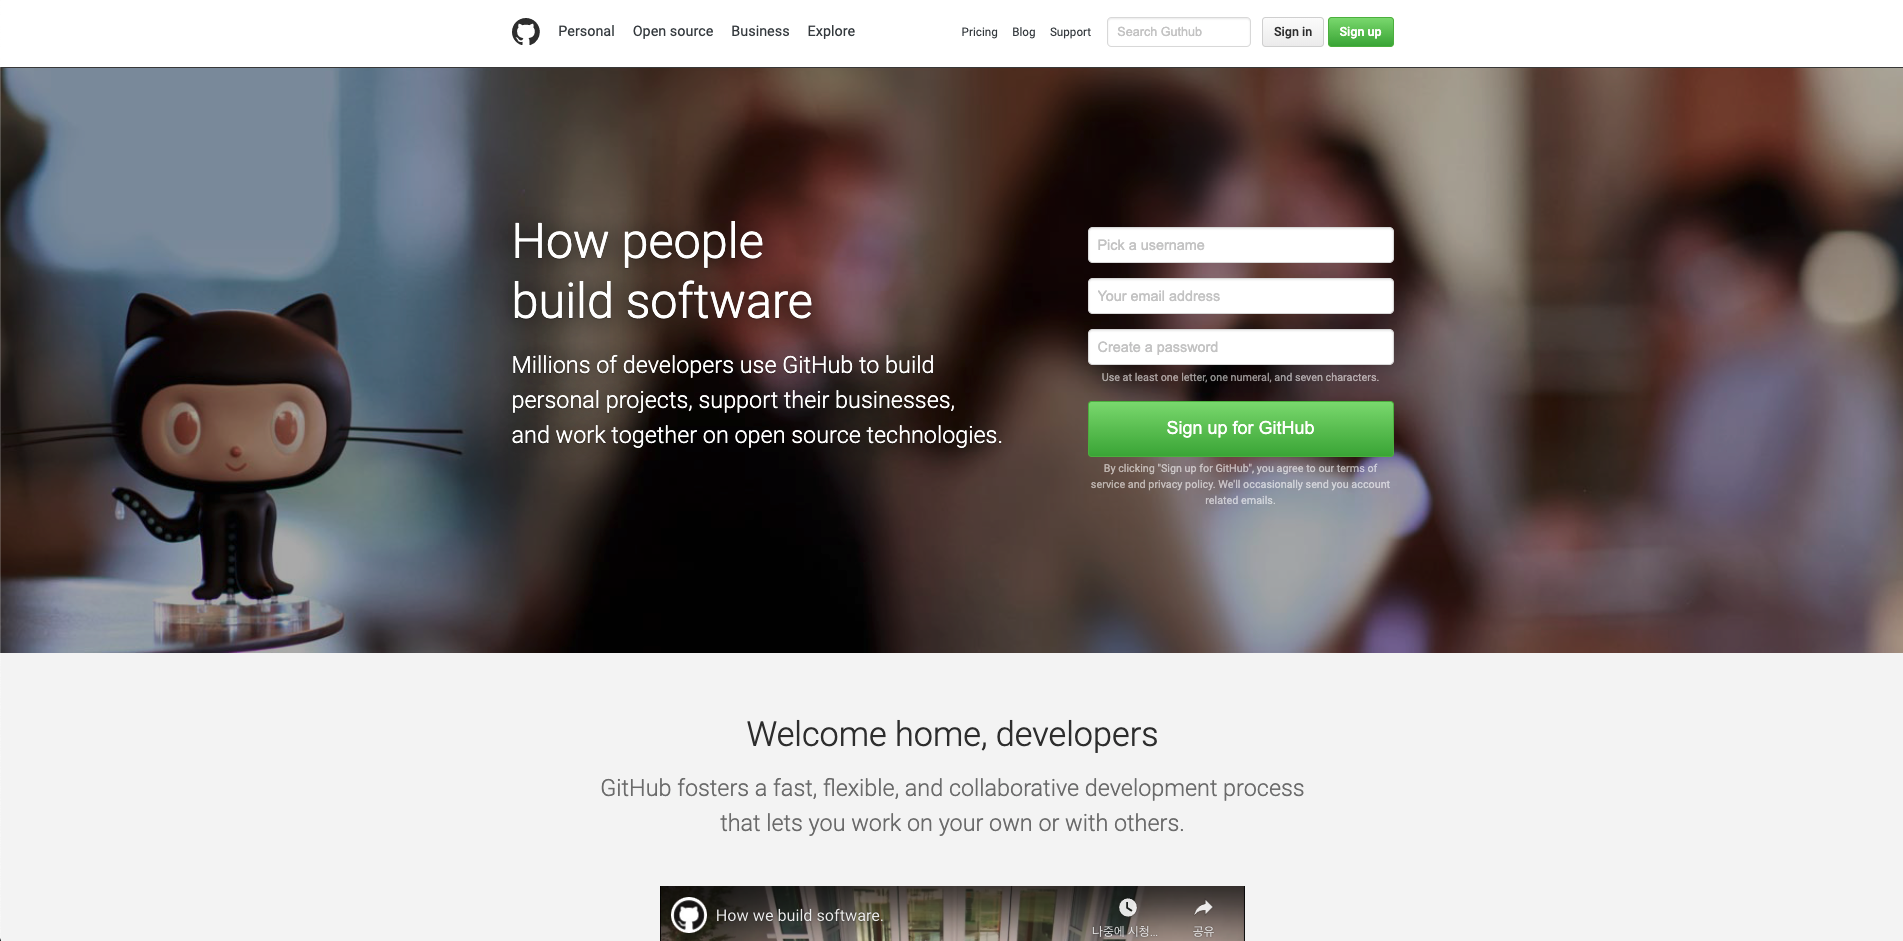 Personal Open source Business Explore Pricing Blog Support Search Guthub Sign in Sign up
How people
build software
Millions of developers use GitHub to build
personal projects, support their businesses,
and work together on open source technologies.
Pick a username
Your email address
Create a password
Use at least one letter, one numeral, and seven characters.
Sign up for GitHub
By clicking "Sign up for GitHub", you agree to our terms of
service and privacy policy. We'll occasionally send you account
related emails.
Welcome home, developers
GitHub fosters a fast, flexible, and collaborative development process
that lets you work on your own or with others.
How we build software.
나중에 시청... 공유